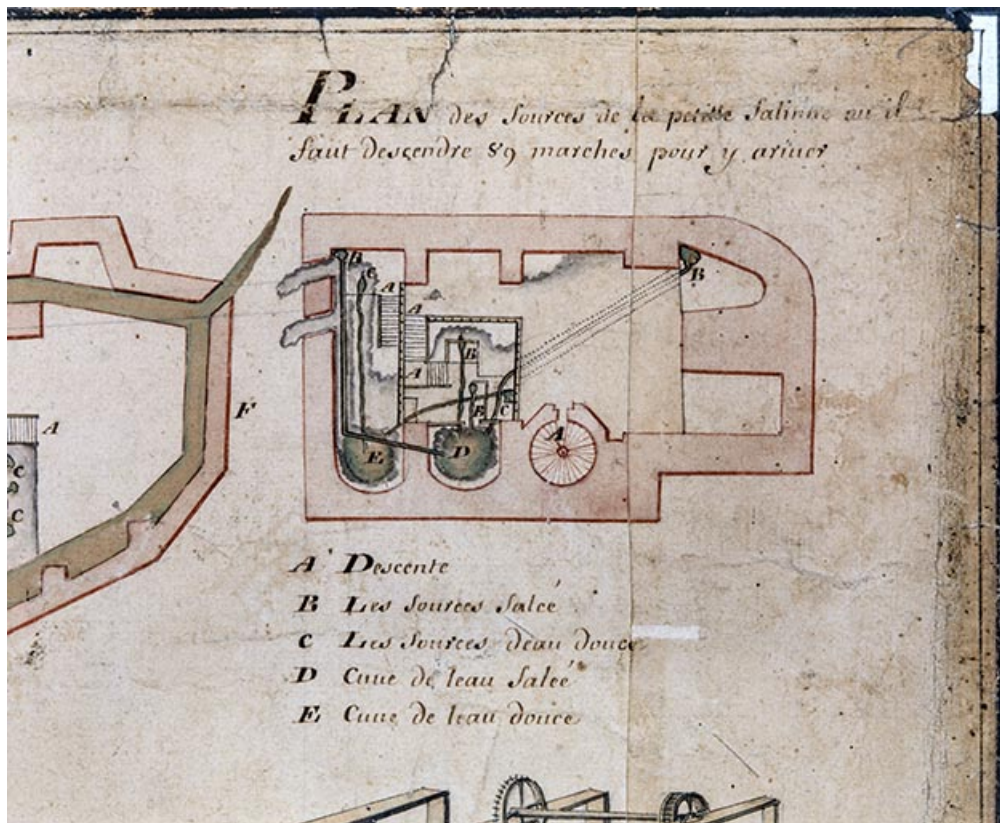 PLAN des sources de la petitte Salinne ou il
faut descendre 89 marches pour y ariuer
B
C
A
B
A
B
A
B
C
F
A
A
E
D
C
C
A Descente
B Les sources salée
C Les sources deau douce
D Cuue de leau salée
E Cuue de leau douce